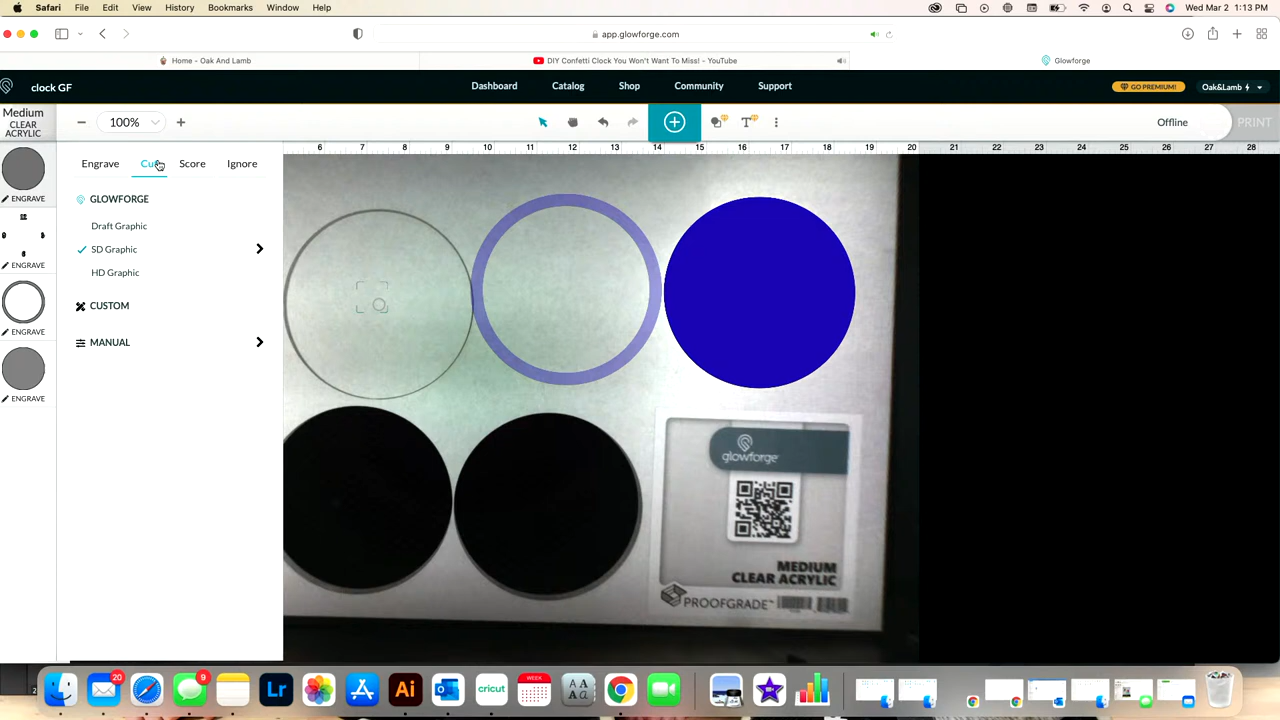 Safari File Edit View History Bookmarks Window Help Wed Mar 2 1:13 PM
app.glowforge.com
Home - Oak And Lamb DIY Confetti Clock You Won't Want To Miss! - YouTube Glowforge
clock GF Dashboard Catalog Shop Community Support GO PREMIUM! Oak&Lamb
Medium
CLEAR
ACRYLIC
100% Offline PRINT
6 7 8 9 10 11 12 13 14 15 16 17 18 19 20 21 22 23 24 25 26 27 28
Engrave Cut Score Ignore
ENGRAVE
GLOWFORGE
Draft Graphic
SD Graphic
HD Graphic
ENGRAVE
CUSTOM
ENGRAVE
MANUAL
ENGRAVE
glowforge
MEDIUM
CLEAR ACRYLIC
PROOFGRADE™
20 9 Lr Ai cricut WEEK